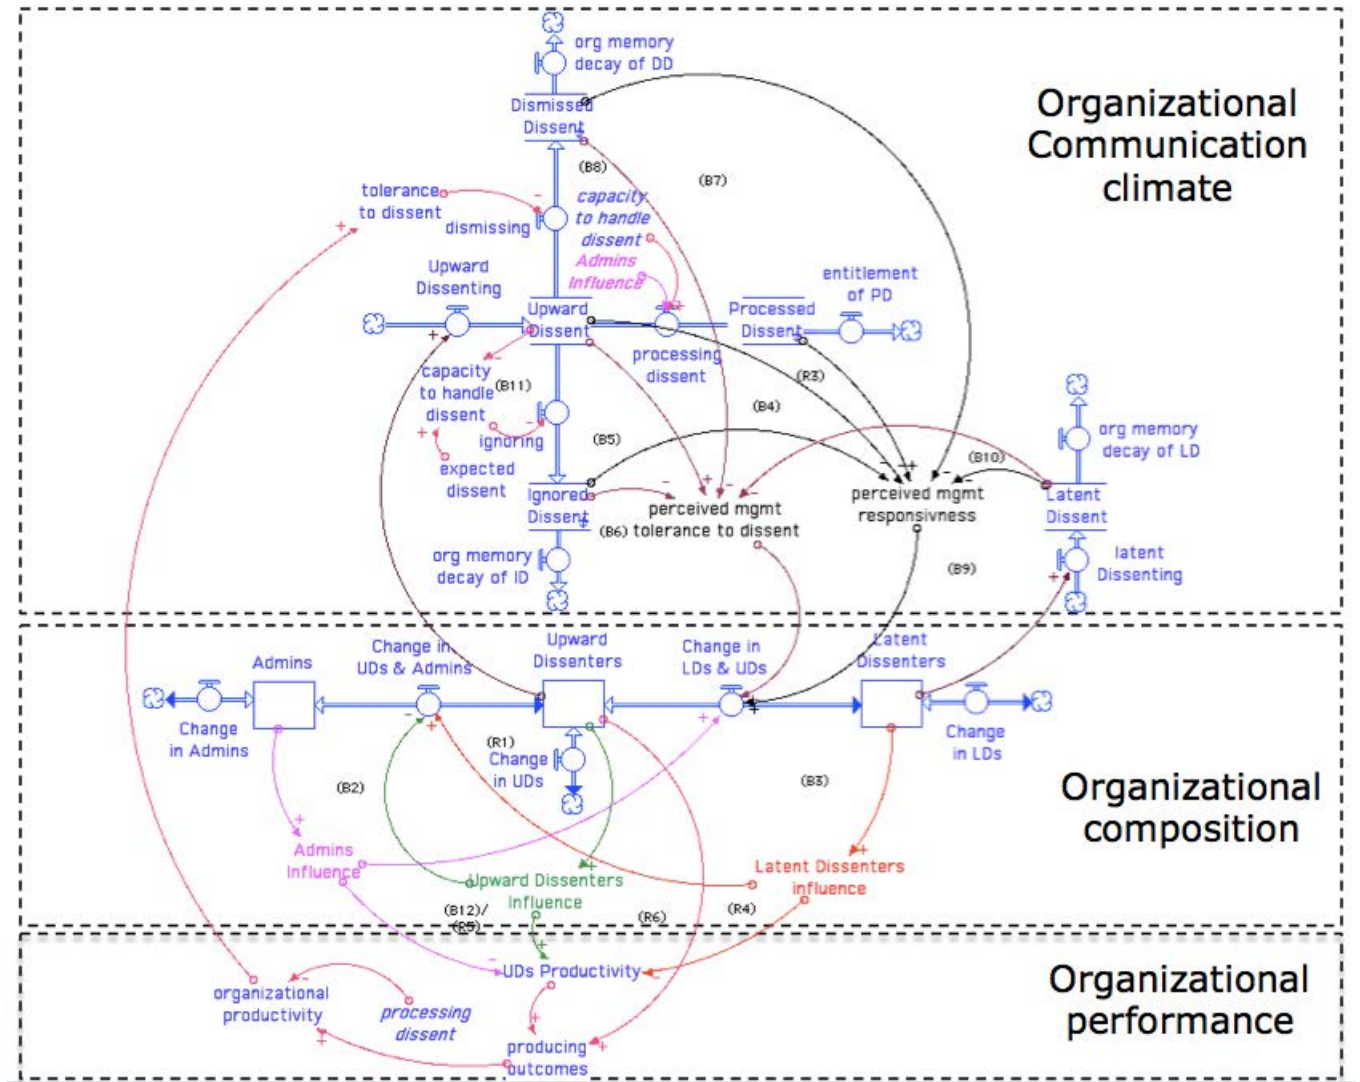 org memory
decay of DD
Dismissed
Dissent
Organizational
Communication
climate
(B8)
(B7)
tolerance
to dissent
dismissing
capacity
to handle
dissent
Admins
Influence
Upward
Dissenting
entitlement
of PD
Upward
Dissent
Processed
Dissent
processing
dissent
capacity
to handle
dissent
(B11)
(R3)
(B4)
ignoring
(B5)
expected
dissent
org memory
decay of LD
(B10)
Ignored
Dissent
perceived mgmt
tolerance to dissent
(B6)
perceived mgmt
responsivness
Latent
Dissent
org memory
decay of ID
(B9)
latent
Dissenting
Admins
Change in
UDs & Admins
Upward
Dissenters
Change in
LDs & UDs
Latent
Dissenters
Change
in Admins
(R1)
Change
in UDs
Change
in LDs
(B2)
(B3)
Organizational
composition
Admins
Influence
Upward Dissenters
Influence
Latent Dissenters
influence
(B12)/
(R5)
(R6)
(R4)
UDs Productivity
organizational
productivity
processing
dissent
producing
outcomes
Organizational
performance